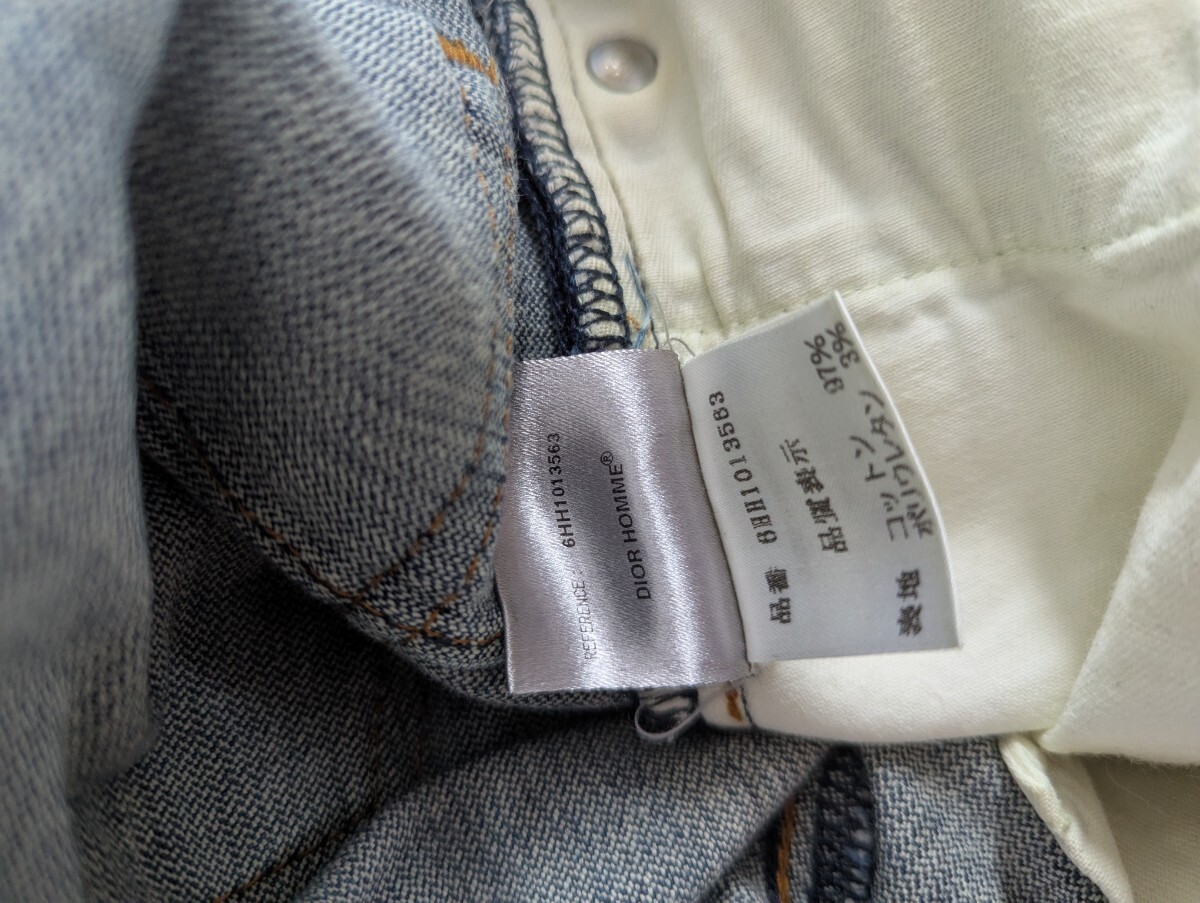 REFERENCE: 6HH1013563
DIOR HOMME®
品番 6HH1013563
品質表示
表地 コットン 97%
ポリウレタン 3%